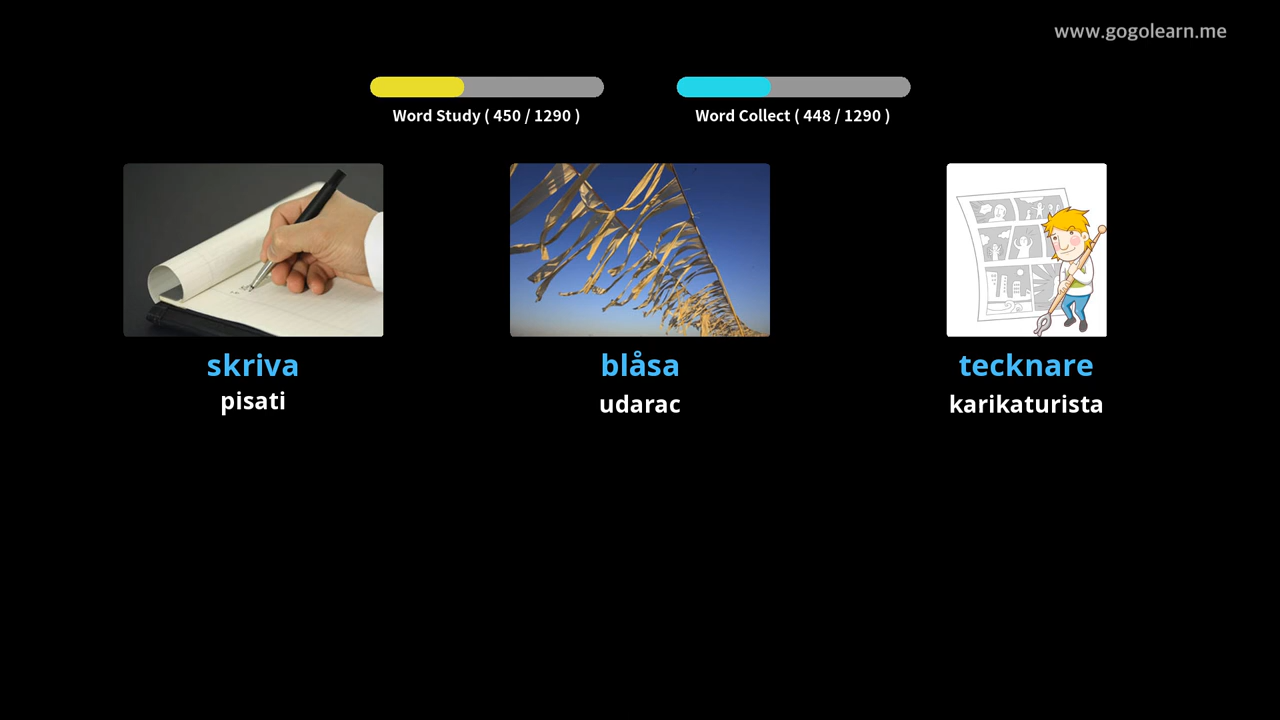 www.gogolearn.me
Word Study ( 450 / 1290 )
Word Collect ( 448 / 1290 )
skriva
pisati
blåsa
udarac
tecknare
karikaturista